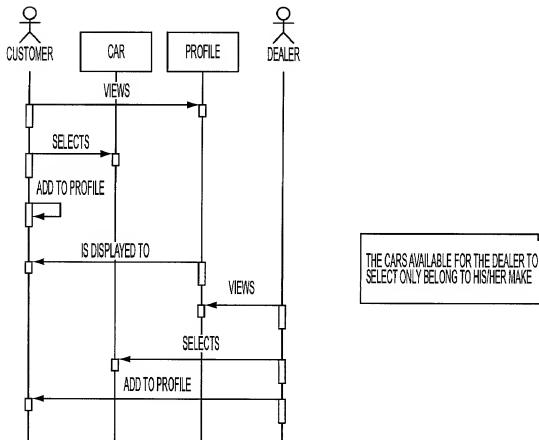 CUSTOMER
CAR
PROFILE
DEALER
VIEWS
SELECTS
ADD TO PROFILE
IS DISPLAYED TO
VIEWS
SELECTS
ADD TO PROFILE
THE CARS AVAILABLE FOR THE DEALER TO
SELECT ONLY BELONG TO HIS/HER MAKE